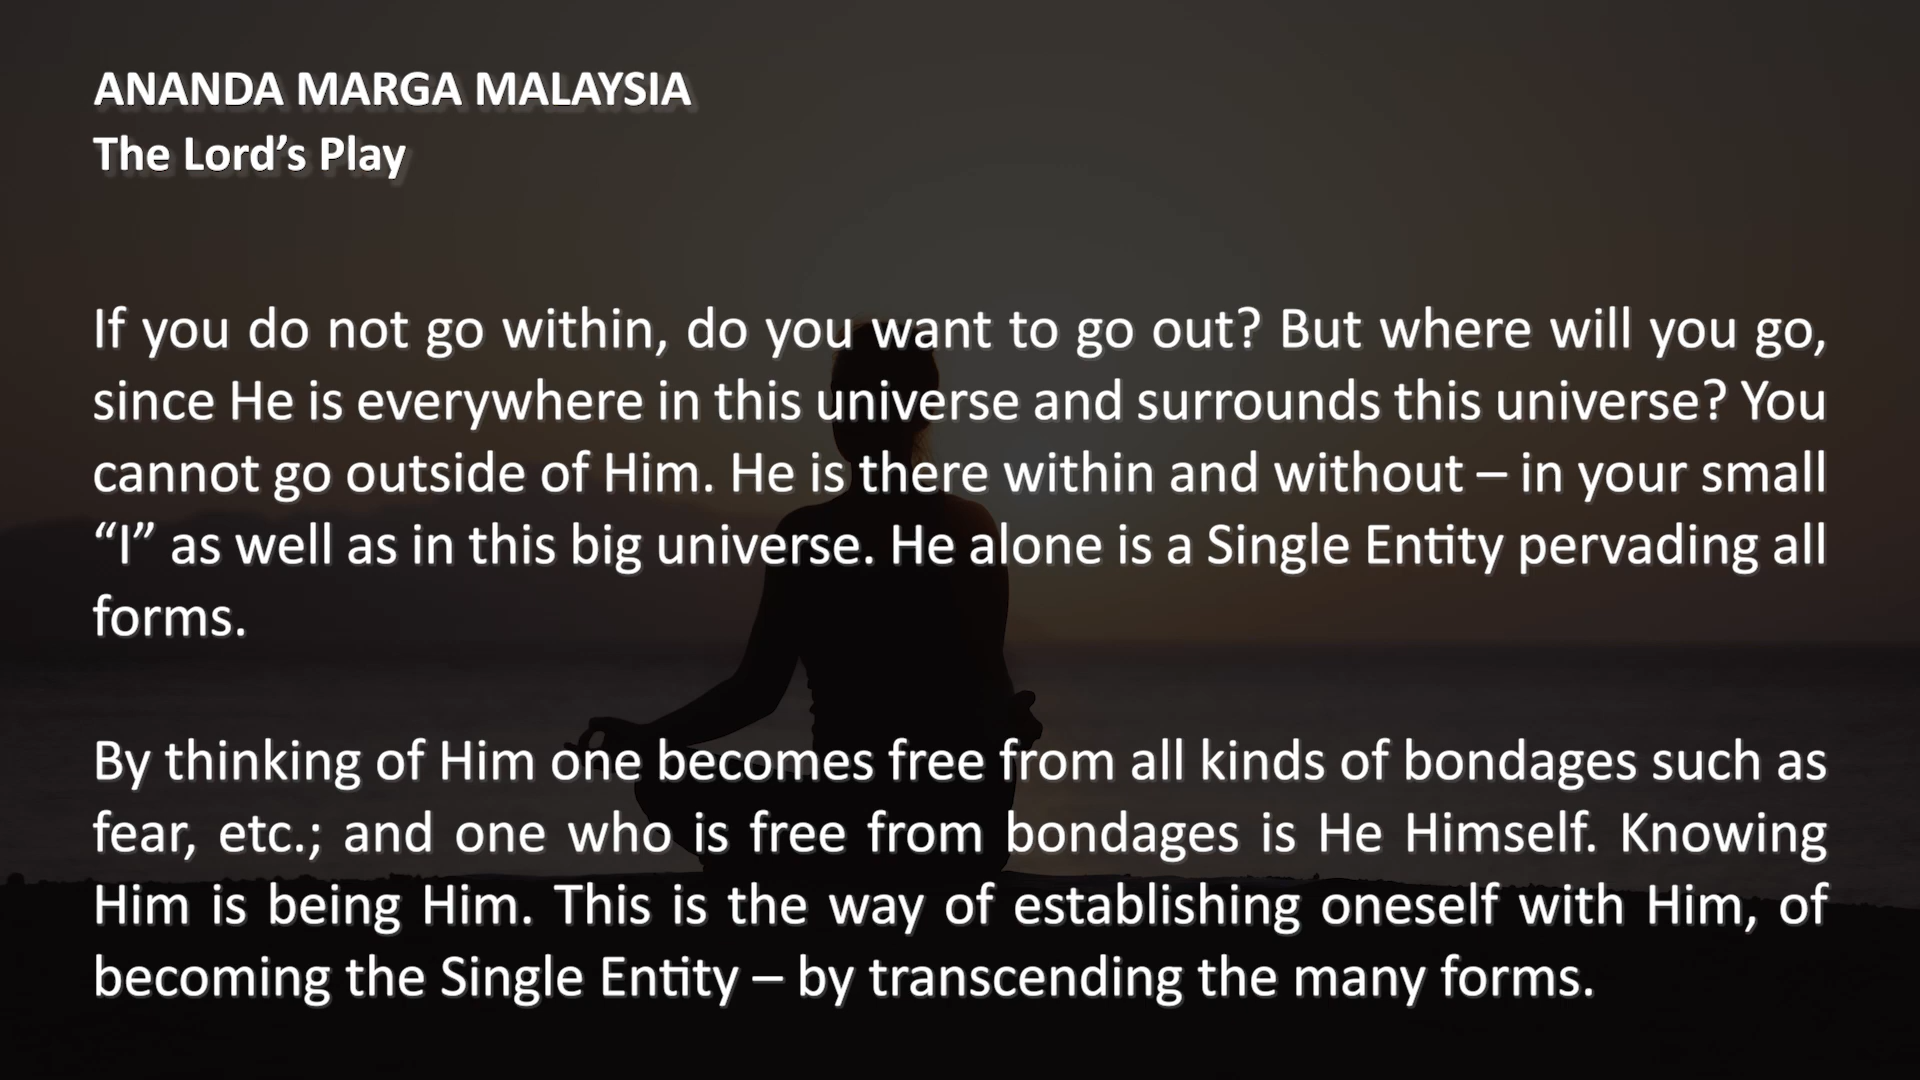 ANANDA MARGA MALAYSIA
The Lord’s Play
If you do not go within, do you want to go out? But where will you go,
since He is everywhere in this universe and surrounds this universe? You
cannot go outside of Him. He is there within and without – in your small
“I” as well as in this big universe. He alone is a Single Entity pervading all
forms.
By thinking of Him one becomes free from all kinds of bondages such as
fear, etc.; and one who is free from bondages is He Himself. Knowing
Him is being Him. This is the way of establishing oneself with Him, of
becoming the Single Entity – by transcending the many forms.